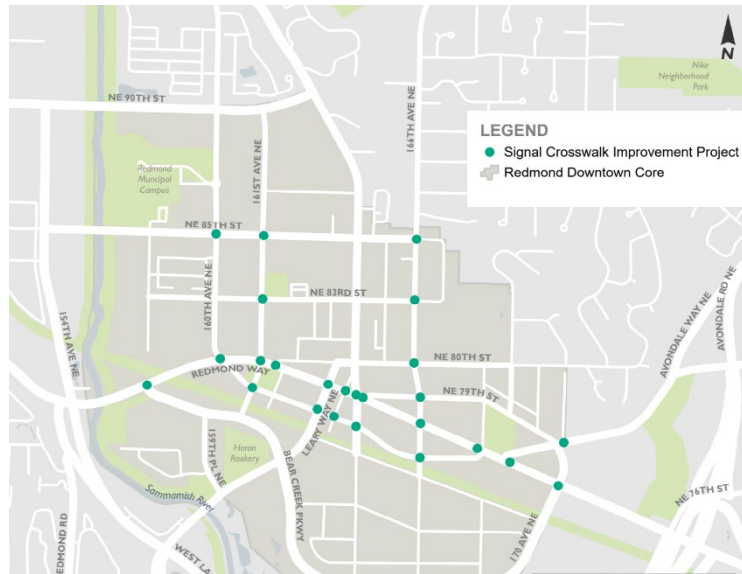 N
Nike
Neighborhood
Park
NE 90TH ST
166TH AVE NE
LEGEND
Signal Crosswalk Improvement Project
Redmond Downtown Core
Redmond
Municipal
Campus
161ST AVE NE
NE 85TH ST
160TH AVE NE
NE 83RD ST
154TH AVE NE
AVONDALE WAY NE
AVONDALE RD NE
NE 80TH ST
REDMOND WAY
NE 79TH ST
LEARY WAY NE
159TH PL NE
Heron
Rookery
BEAR CREEK PKWY
Sammamish River
NE 76TH ST
170 AVE NE
EDMOND RD
WEST LA